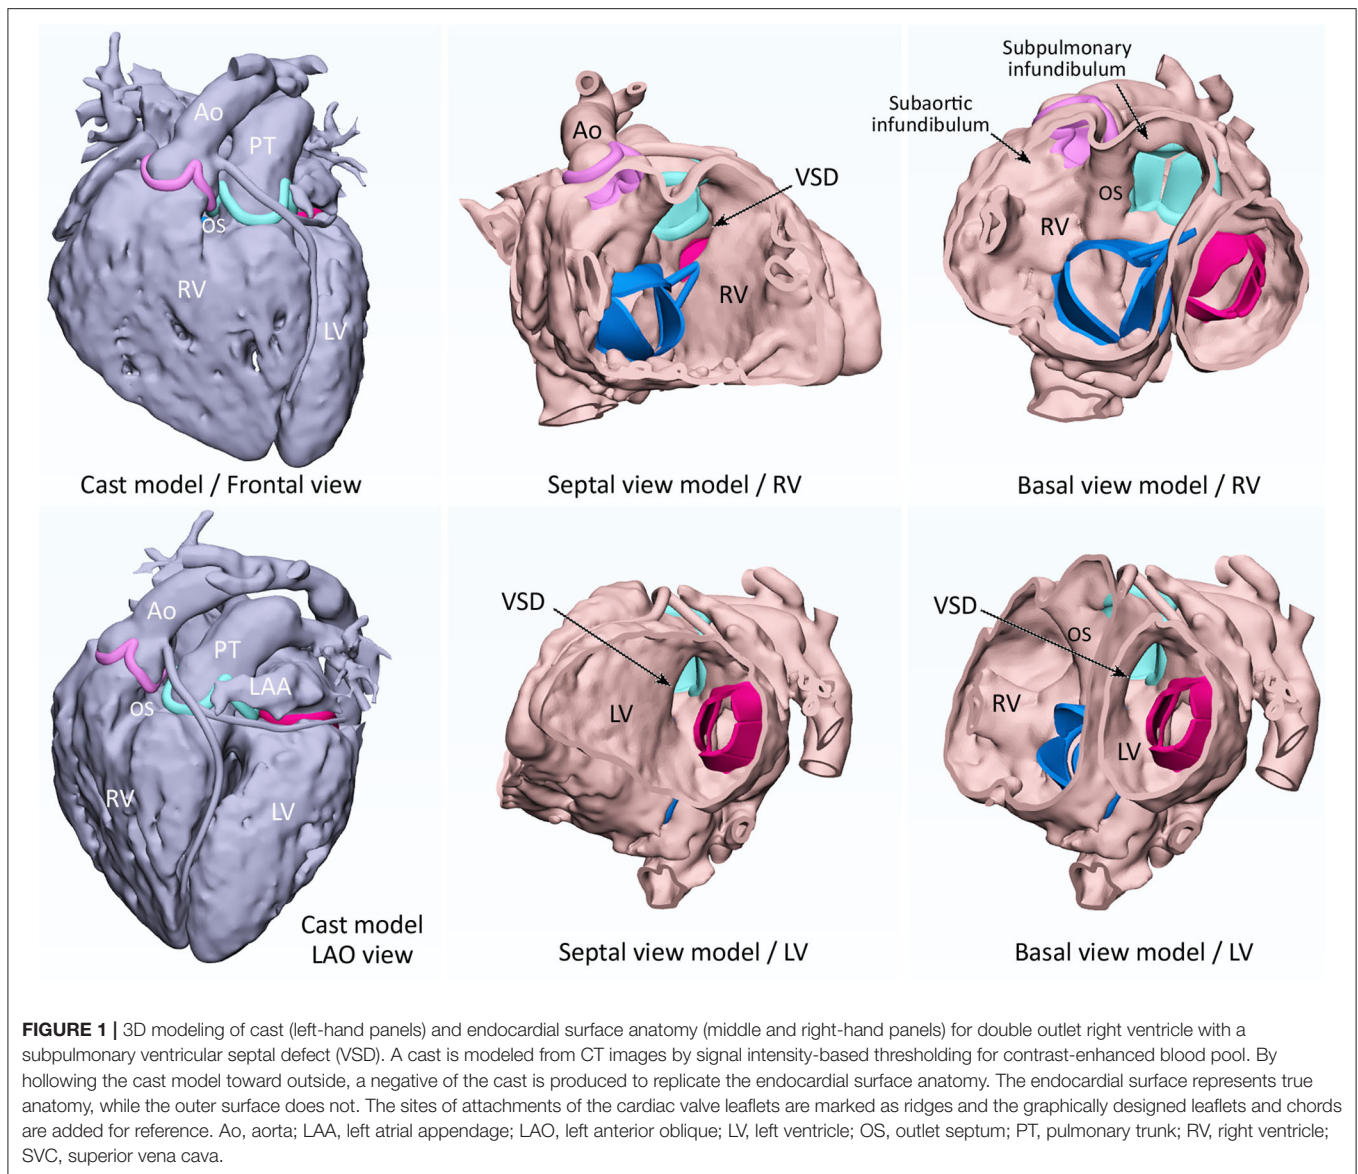 Ao
PT
OS
RV
LV
Cast model / Frontal view
Ao
VSD
RV
Septal view model / RV
Subpulmonary
infundibulum
Subaortic
infundibulum
OS
RV
Basal view model / RV
Ao
PT
LAA
OS
RV
LV
Cast model
LAO view
VSD
LV
Septal view model / LV
VSD
OS
RV
LV
Basal view model / LV
FIGURE 1 | 3D modeling of cast (left-hand panels) and endocardial surface anatomy (middle and right-hand panels) for double outlet right ventricle with a
subpulmonary ventricular septal defect (VSD). A cast is modeled from CT images by signal intensity-based thresholding for contrast-enhanced blood pool. By
hollowing the cast model toward outside, a negative of the cast is produced to replicate the endocardial surface anatomy. The endocardial surface represents true
anatomy, while the outer surface does not. The sites of attachments of the cardiac valve leaflets are marked as ridges and the graphically designed leaflets and chords
are added for reference. Ao, aorta; LAA, left atrial appendage; LAO, left anterior oblique; LV, left ventricle; OS, outlet septum; PT, pulmonary trunk; RV, right ventricle;
SVC, superior vena cava.